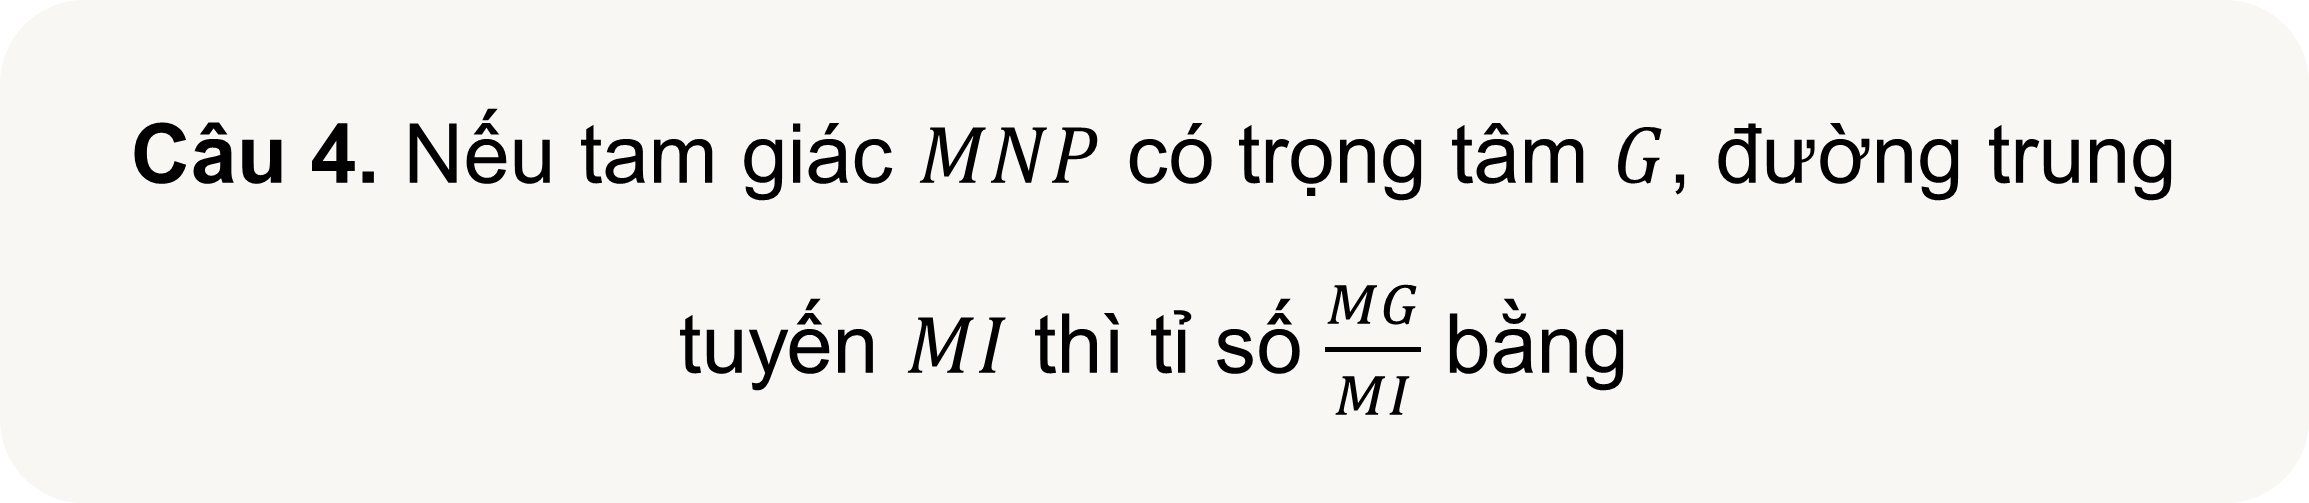 Câu 4. Nếu tam giác MNP có trọng tâm G, đường trung
tuyến MI thì tỉ số MG/MI bằng